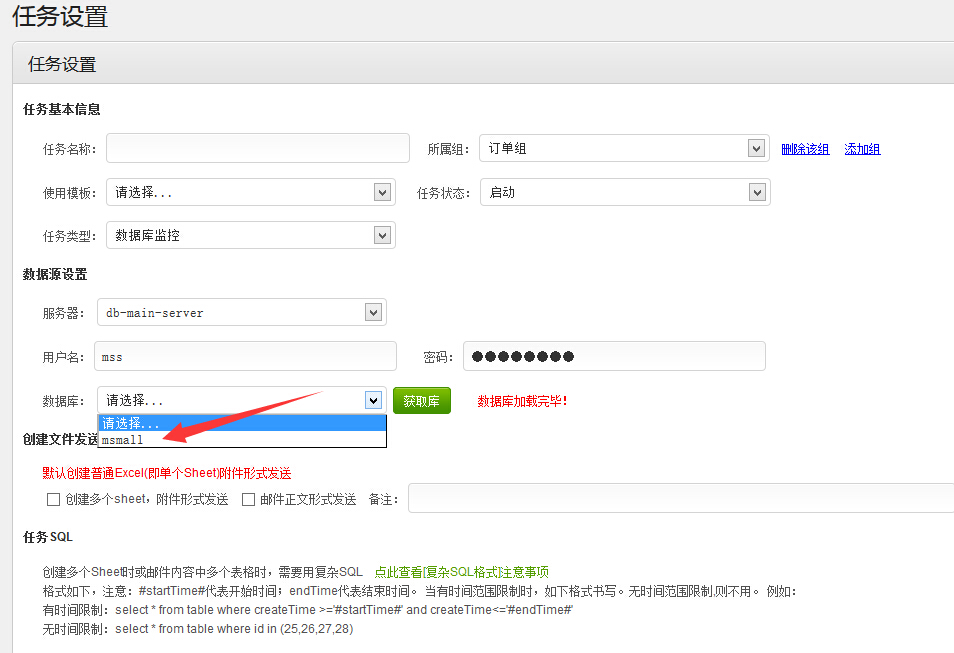 任务设置
任务设置
任务基本信息
任务名称： 所属组： 订单组 删除该组 添加组
使用模板： 请选择... 任务状态： 启动
任务类型： 数据库监控
数据源设置
服务器： db-main-server
用户名： mss 密码： ●●●●●●●●
数据库： 请选择... 获取库 数据库加载完毕!
请选择...
创建文件发送 msmall
默认创建普通Excel(即单个Sheet)附件形式发送
创建多个sheet，附件形式发送 邮件正文形式发送 备注：
任务SQL
创建多个Sheet时或邮件内容中多个表格时，需要用复杂SQL 点此查看[复杂SQL格式]注意事项
格式如下，注意：#startTime#代表开始时间；endTime代表结束时间。 当有时间范围限制时，如下格式书写。无时间范围限制,则不用。 例如：
有时间限制：select * from table where createTime >='#startTime#' and createTime<='#endTime#'
无时间限制：select * from table where id in (25,26,27,28)